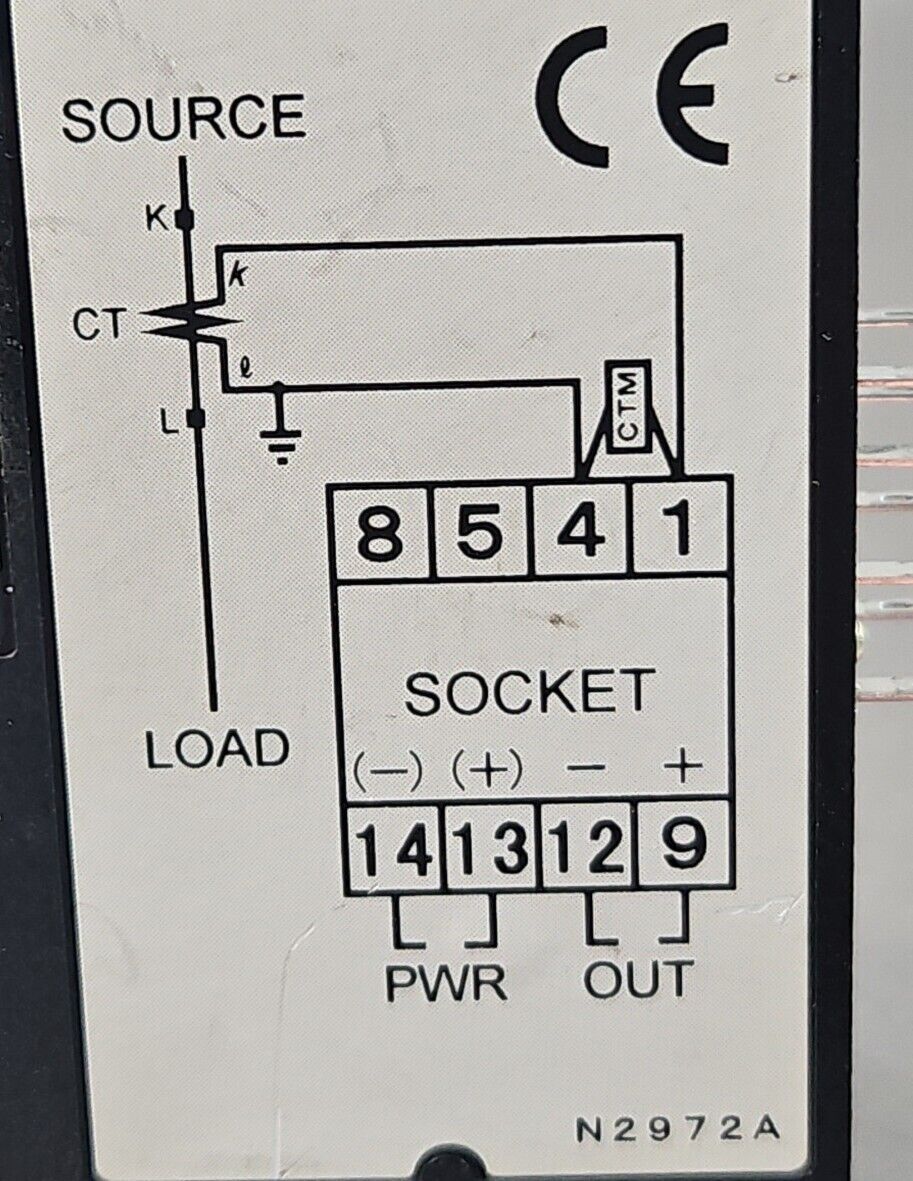 CE
SOURCE
K
k
CT
ℓ
L
CTM
8 5 4 1
SOCKET
LOAD
(−) (+) − +
14 13 12 9
PWR OUT
N2972A